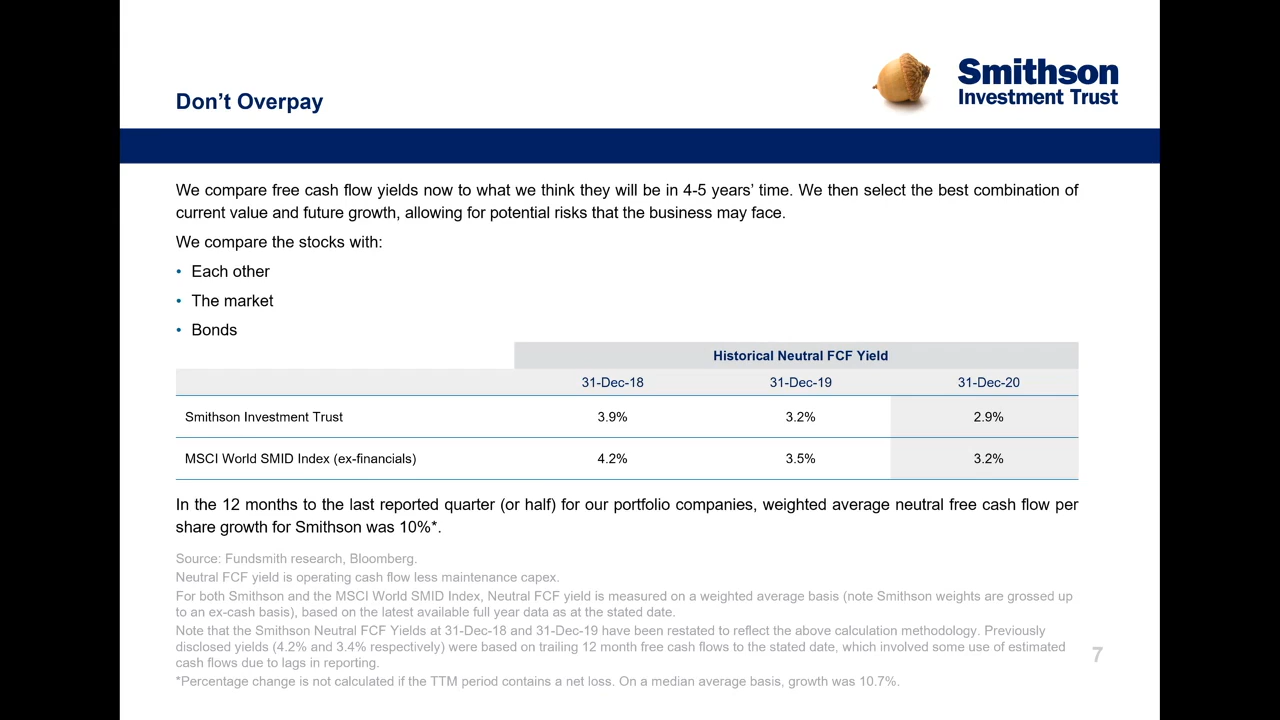 Don’t Overpay
Smithson
Investment Trust
We compare free cash flow yields now to what we think they will be in 4-5 years’ time. We then select the best combination of
current value and future growth, allowing for potential risks that the business may face.
We compare the stocks with:
• Each other
• The market
• Bonds
Historical Neutral FCF Yield
31-Dec-18 31-Dec-19 31-Dec-20
Smithson Investment Trust 3.9% 3.2% 2.9%
MSCI World SMID Index (ex-financials) 4.2% 3.5% 3.2%
In the 12 months to the last reported quarter (or half) for our portfolio companies, weighted average neutral free cash flow per
share growth for Smithson was 10%*.
Source: Fundsmith research, Bloomberg.
Neutral FCF yield is operating cash flow less maintenance capex.
For both Smithson and the MSCI World SMID Index, Neutral FCF yield is measured on a weighted average basis (note Smithson weights are grossed up
to an ex-cash basis), based on the latest available full year data as at the stated date.
Note that the Smithson Neutral FCF Yields at 31-Dec-18 and 31-Dec-19 have been restated to reflect the above calculation methodology. Previously
disclosed yields (4.2% and 3.4% respectively) were based on trailing 12 month free cash flows to the stated date, which involved some use of estimated
cash flows due to lags in reporting.
*Percentage change is not calculated if the TTM period contains a net loss. On a median average basis, growth was 10.7%.
7